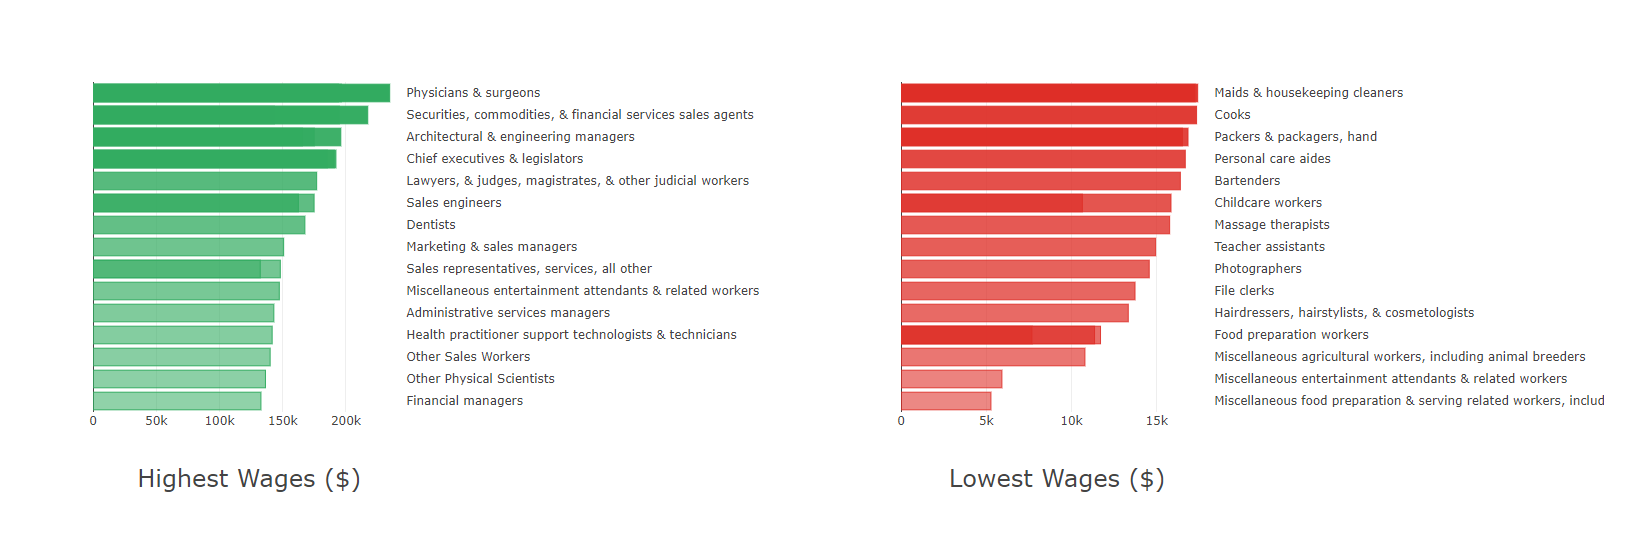 Physicians & surgeons
Securities, commodities, & financial services sales agents
Architectural & engineering managers
Chief executives & legislators
Lawyers, & judges, magistrates, & other judicial workers
Sales engineers
Dentists
Marketing & sales managers
Sales representatives, services, all other
Miscellaneous entertainment attendants & related workers
Administrative services managers
Health practitioner support technologists & technicians
Other Sales Workers
Other Physical Scientists
Financial managers
0 50k 100k 150k 200k
Highest Wages ($)
Maids & housekeeping cleaners
Cooks
Packers & packagers, hand
Personal care aides
Bartenders
Childcare workers
Massage therapists
Teacher assistants
Photographers
File clerks
Hairdressers, hairstylists, & cosmetologists
Food preparation workers
Miscellaneous agricultural workers, including animal breeders
Miscellaneous entertainment attendants & related workers
Miscellaneous food preparation & serving related workers, includ
0 5k 10k 15k
Lowest Wages ($)